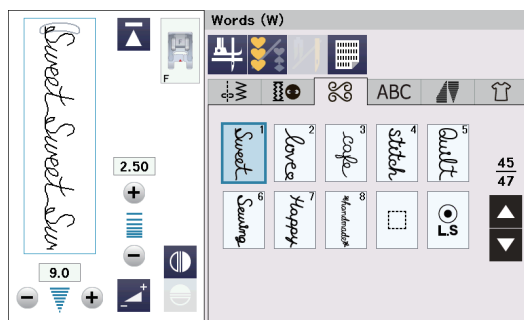 Sweet Sweet Sw
F
2.50
9.0
Words (W)
ABC
1 Sweet
2 love
3 cafe
4 stitch
5 Quilt
6 Sewing
7 Happy
8 *handmade*
L.S
45
47